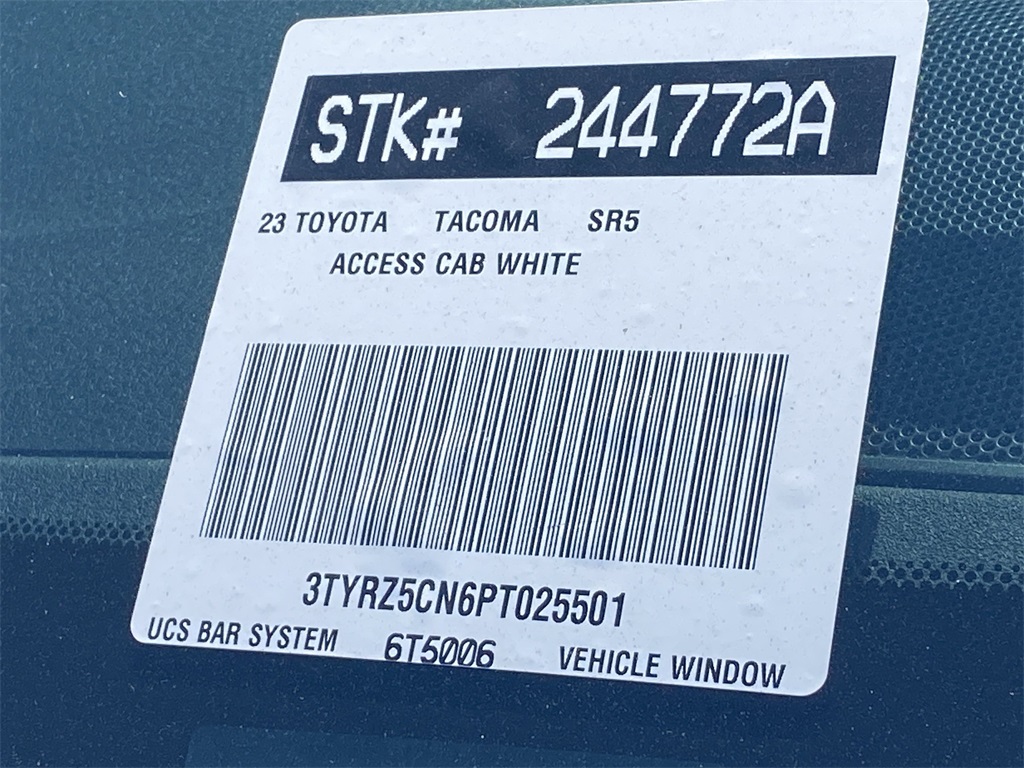 STK# 244772A
23 TOYOTA TACOMA SR5
ACCESS CAB WHITE
3TYRZ5CN6PT025501
UCS BAR SYSTEM 6T5006 VEHICLE WINDOW